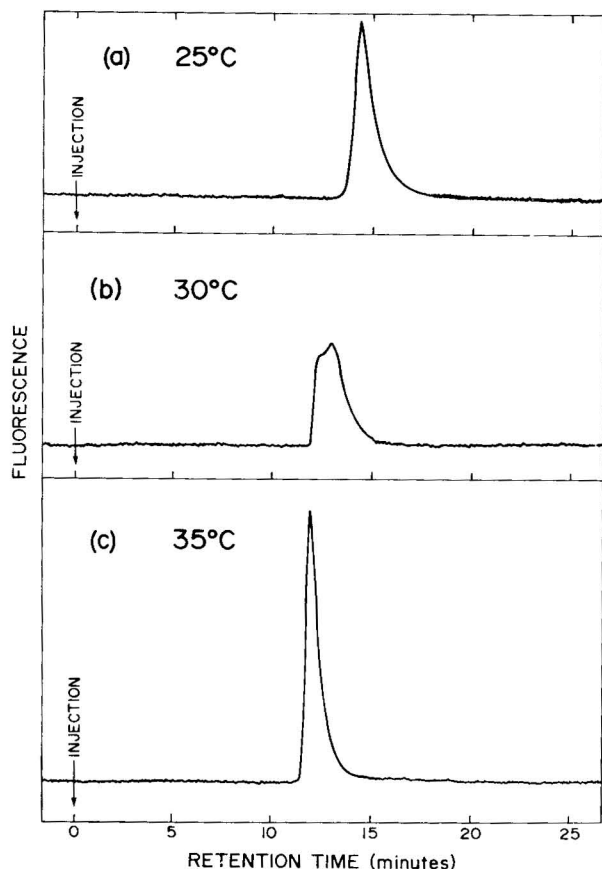 (a) 25°C
INJECTION
(b) 30°C
INJECTION
FLUORESCENCE
(c) 35°C
INJECTION
0 5 10 15 20 25
RETENTION TIME (minutes)